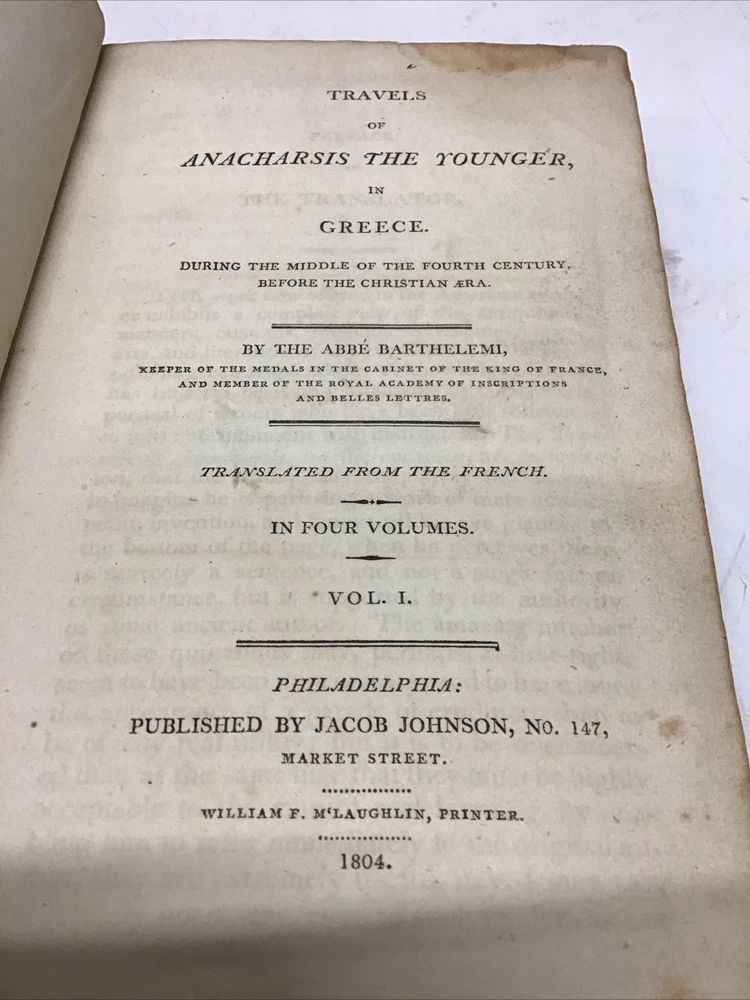 TRAVELS
OF
ANACHARSIS THE YOUNGER,
IN
GREECE.
DURING THE MIDDLE OF THE FOURTH CENTURY,
BEFORE THE CHRISTIAN ÆRA.
BY THE ABBÉ BARTHELEMI,
KEEPER OF THE MEDALS IN THE CABINET OF THE KING OF FRANCE,
AND MEMBER OF THE ROYAL ACADEMY OF INSCRIPTIONS
AND BELLES LETTRES.
TRANSLATED FROM THE FRENCH.
IN FOUR VOLUMES.
VOL. I.
PHILADELPHIA:
PUBLISHED BY JACOB JOHNSON, No. 147,
MARKET STREET.
WILLIAM F. M‘LAUGHLIN, PRINTER.
1804.